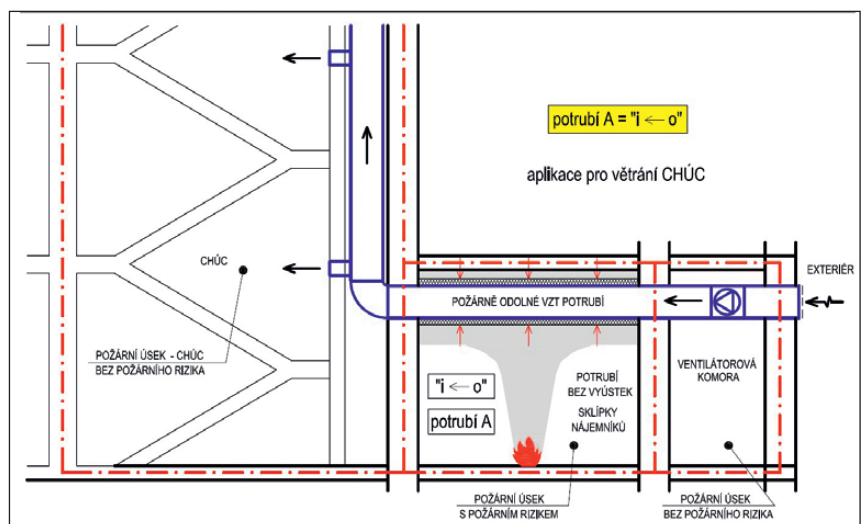 potrubí A = "i ← o"
aplikace pro větrání CHÚC
CHÚC
EXTERIÉR
POŽÁRNĚ ODOLNÉ VZT POTRUBÍ
POŽÁRNÍ ÚSEK - CHÚC
BEZ POŽÁRNÍHO RIZIKA
"i ← o"
potrubí A
POTRUBÍ
BEZ VYÚSTEK
SKLÍPKY
NÁJEMNÍKŮ
VENTILÁTOROVÁ
KOMORA
POŽÁRNÍ ÚSEK
S POŽÁRNÍM RIZIKEM
POŽÁRNÍ ÚSEK
BEZ POŽÁRNÍHO RIZIKA